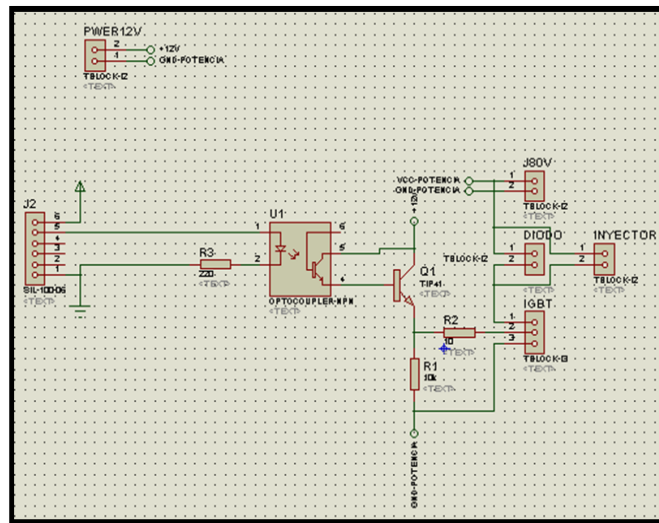 PWER12V
2
+12V
1
GND-POTENCIA
TBLOCK-I2
<TEXT>
J2
6
5
4
3
2
1
SIL-100-06
<TEXT>
R3
220
<TEXT>
U1
1
6
5
2
4
OPTOCOUPLER-NPN
<TEXT>
+12V
Q1
TIP41
<TEXT>
R2
10
<TEXT>
R1
10k
<TEXT>
GND-POTENCIA
J80V
VCC-POTENCIA
1
GND-POTENCIA
2
TBLOCK-I2
<TEXT>
DIODO
1
TBLOCK-I2
2
<TEXT>
INYECTOR
1
2
TBLOCK-I2
<TEXT>
IGBT
1
2
3
TBLOCK-I3
<TEXT>